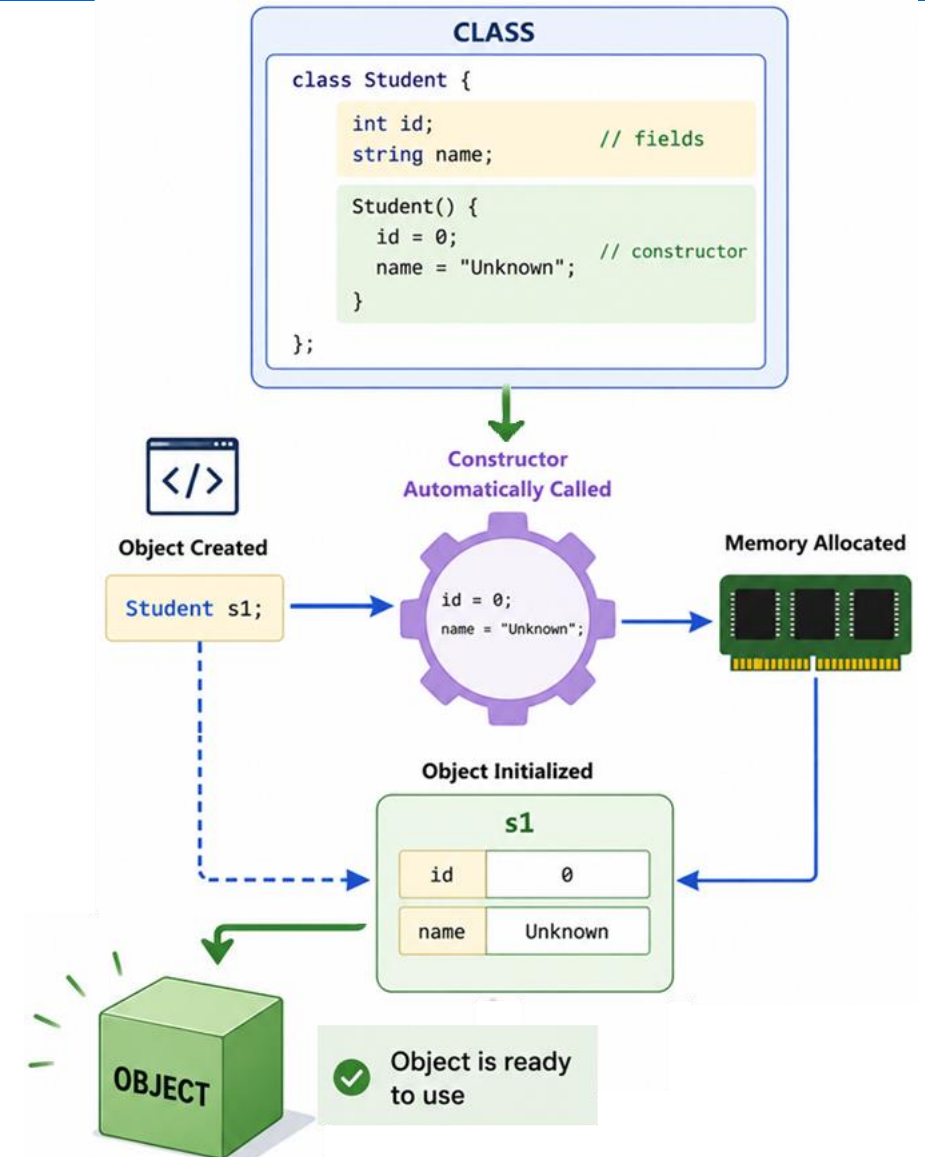 CLASS
class Student {
int id;
string name;
// fields
Student() {
id = 0;
name = "Unknown";
// constructor
}
};
Constructor
Automatically Called
</>
Object Created
Student s1;
id = 0;
name = "Unknown";
Memory Allocated
Object Initialized
s1
id 0
name Unknown
OBJECT
Object is ready
to use